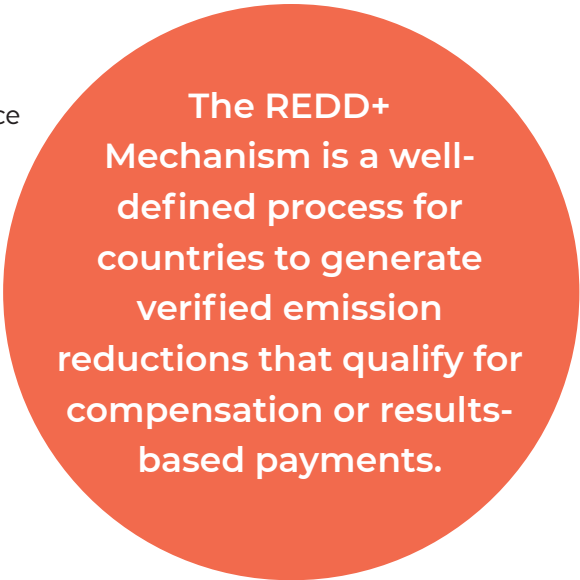 The REDD+
Mechanism is a well-
defined process for
countries to generate
verified emission
reductions that qualify for
compensation or results-
based payments.